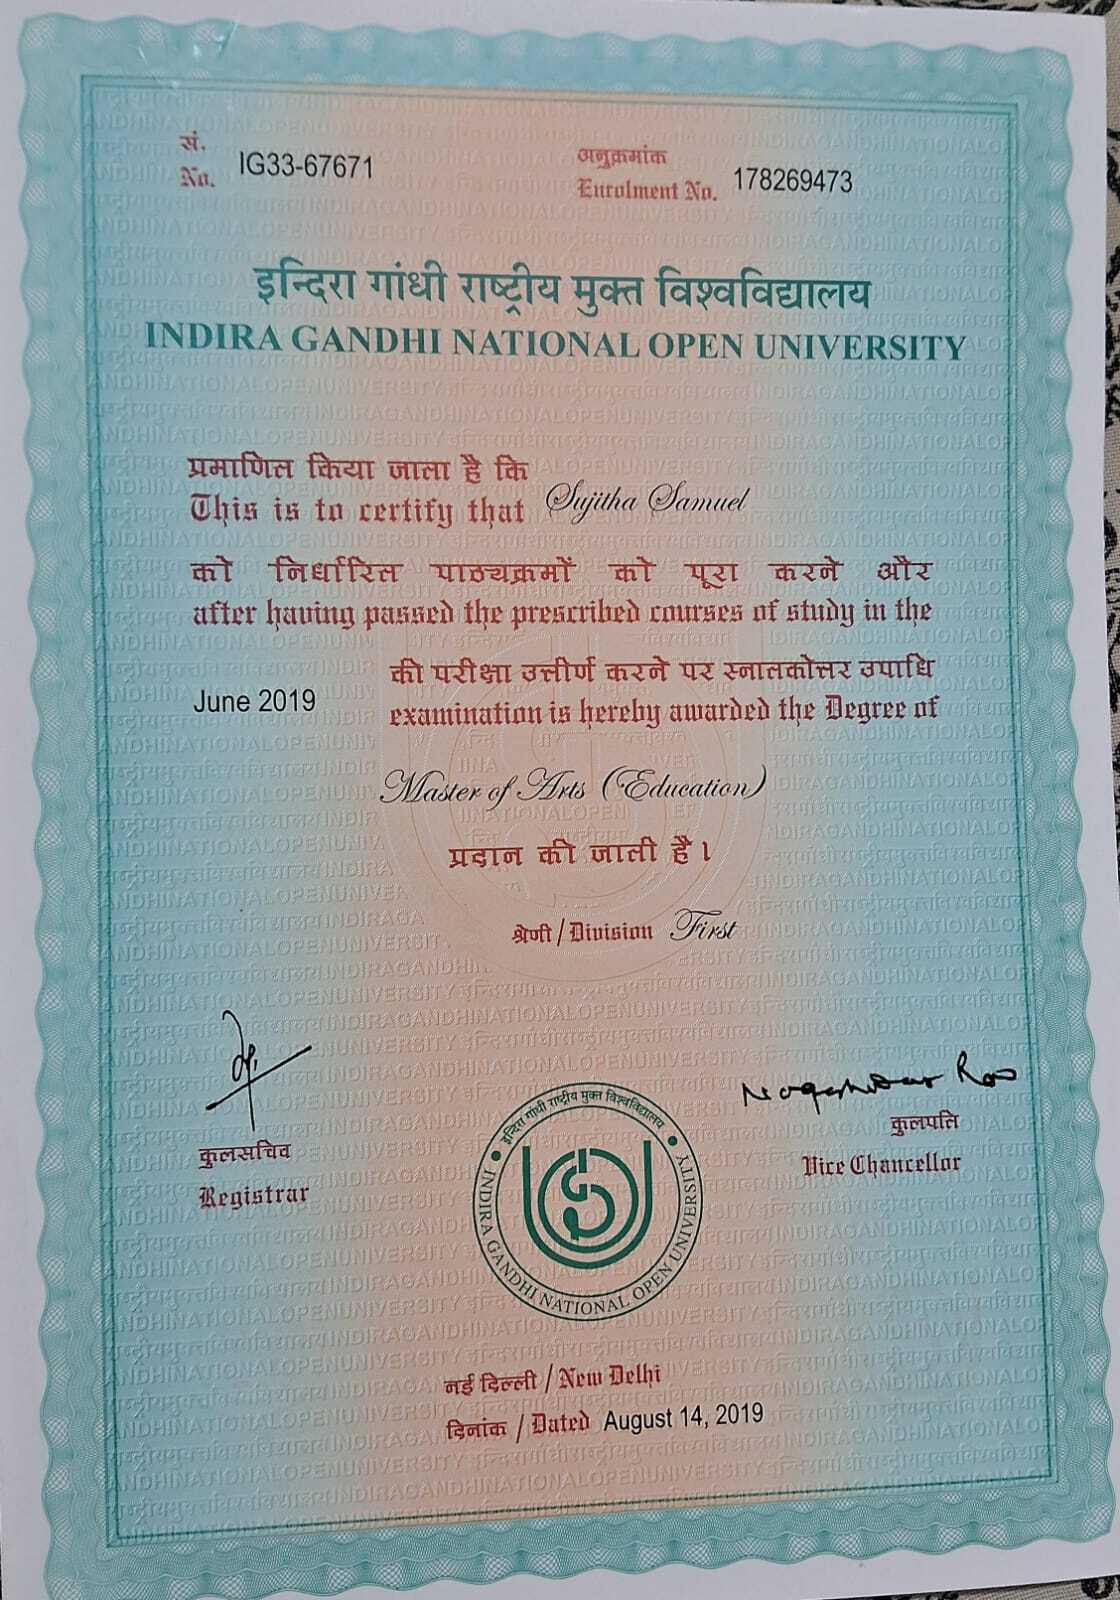 सं.
No. IG33-67671
अनुक्रमांक
Enrolment No. 178269473
इन्दिरा गांधी राष्ट्रीय मुक्त विश्वविद्यालय
INDIRA GANDHI NATIONAL OPEN UNIVERSITY
प्रमाणित किया जाता है कि
This is to certify that Sujitha Samuel
को निर्धारित पाठ्यक्रमों को पूरा करने और
after having passed the prescribed courses of study in the
की परीक्षा उत्तीर्ण करने पर स्नातकोत्तर उपाधि
June 2019 examination is hereby awarded the Degree of
Master of Arts (Education)
प्रदान की जाती है।
श्रेणी / Division First
Nageshwar Rao
कुलसचिव
Registrar
कुलपति
Vice Chancellor
इन्दिरा गांधी राष्ट्रीय मुक्त विश्वविद्यालय
INDIRA GANDHI NATIONAL OPEN UNIVERSITY
नई दिल्ली / New Delhi
दिनांक / Dated August 14, 2019